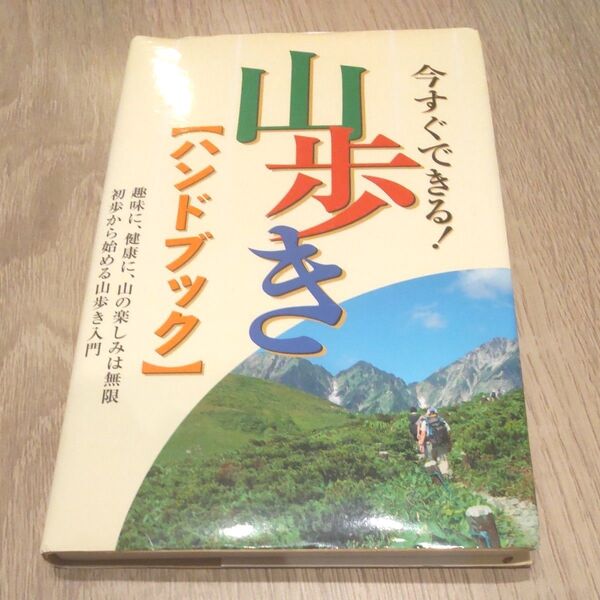 今すぐできる！
山歩き
【ハンドブック】
趣味に、健康に、山の楽しみは無限
初歩から始める山歩き入門